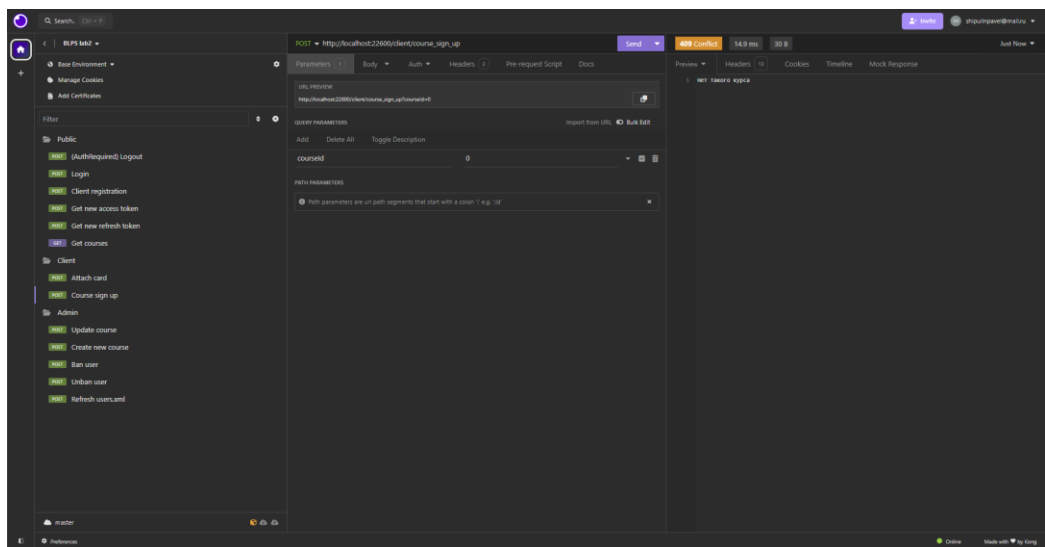 Search.. Ctrl + P
Invite
shipulinpavel@mail.ru
BLPS lab2
Base Environment
Manage Cookies
Add Certificates
Filter
Public
POST (AuthRequired) Logout
POST Login
POST Client registration
POST Get new access token
POST Get new refresh token
GET Get courses
Client
POST Attach card
POST Course sign up
Admin
POST Update course
POST Create new course
POST Ban user
POST Unban user
POST Refresh users.xml
master
Preferences
POST http://localhost:22600/client/course_sign_up
Send
Parameters 1 Body Auth Headers 2 Pre-request Script Docs
URL PREVIEW
http://localhost:22600/client/course_sign_up?courseId=0
QUERY PARAMETERS Import from URL Bulk Edit
Add Delete All Toggle Description
courseId 0
PATH PARAMETERS
Path parameters are url path segments that start with a colon ':' e.g. ':id'
409 Conflict 14.9 ms 30 B Just Now
Preview Headers 10 Cookies Timeline Mock Response
1 Нет такого курса
Online Made with by Kong